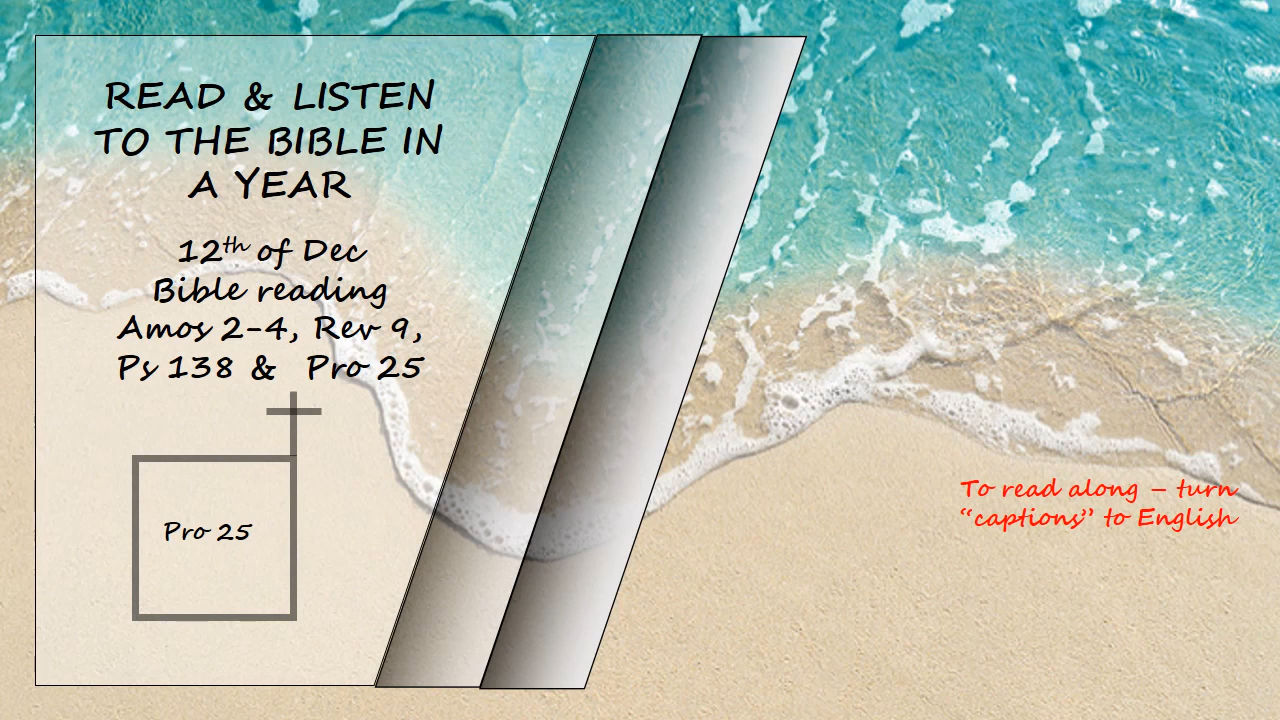 READ & LISTEN
TO THE BIBLE IN
A YEAR
12th of Dec
Bible reading
Amos 2-4, Rev 9,
Ps 138 & Pro 25
Pro 25
To read along – turn
“captions” to English